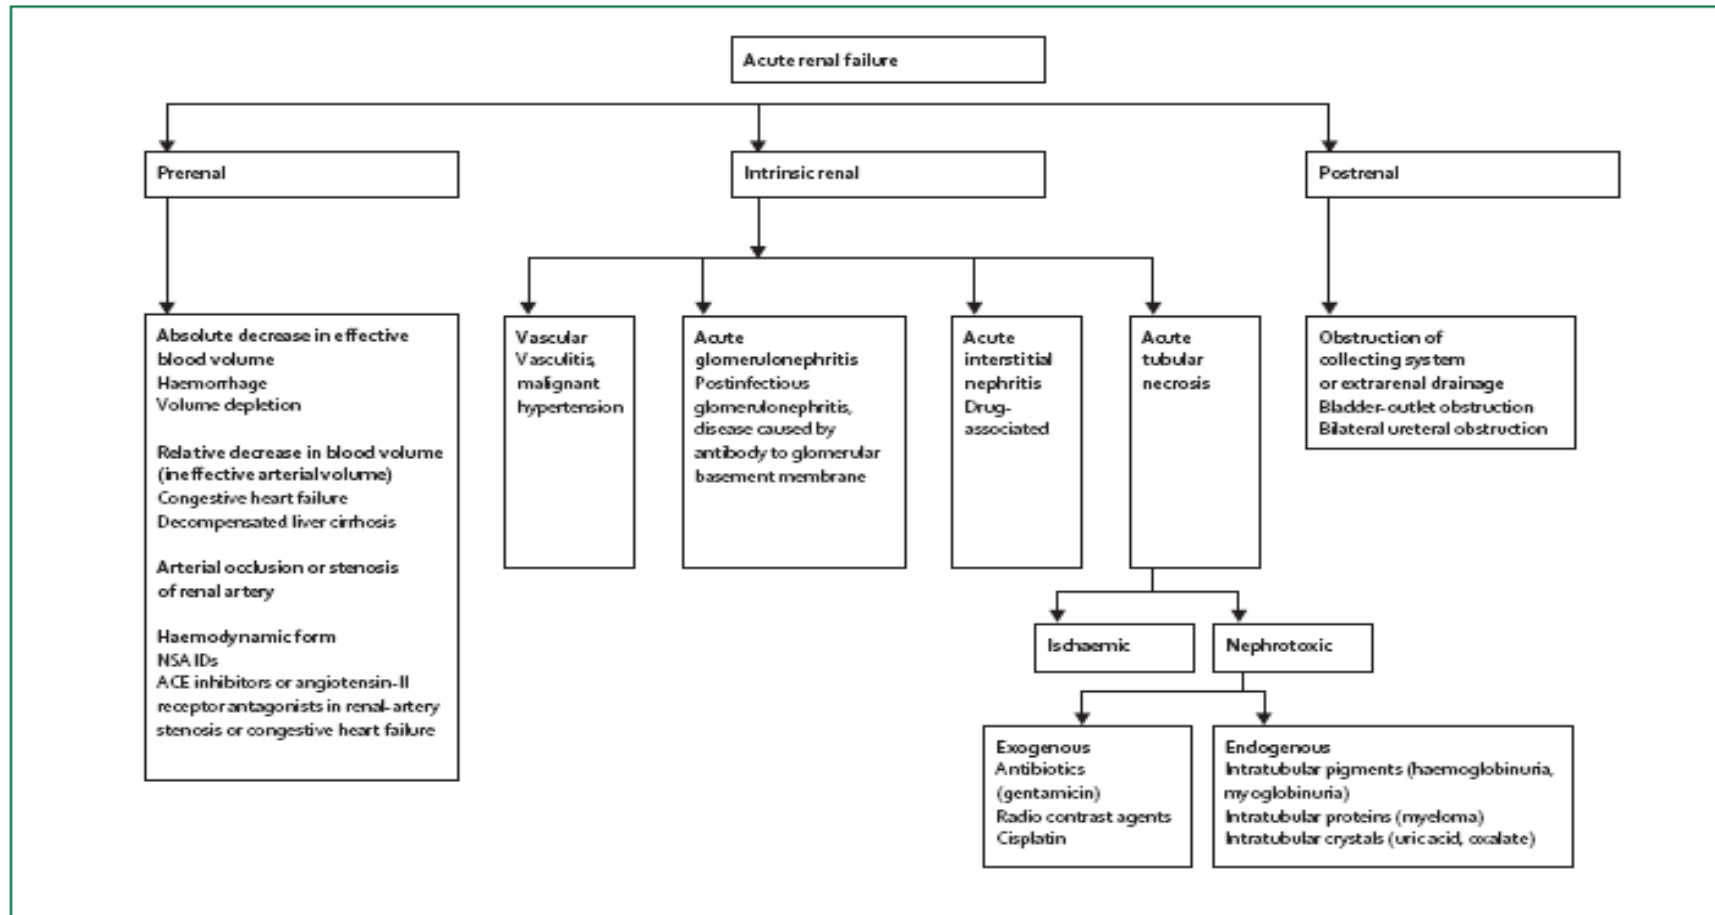 Acute renal failure
Prerenal
Intrinsic renal
Postrenal
Absolute decrease in effective
blood volume
Haemorrhage
Volume depletion
Relative decrease in blood volume
(ineffective arterial volume)
Congestive heart failure
Decompensated liver cirrhosis
Arterial occlusion or stenosis
of renal artery
Haemodynamic form
NSAIDs
ACE inhibitors or angiotensin-II
receptor antagonists in renal-artery
stenosis or congestive heart failure
Vascular
Vasculitis,
malignant
hypertension
Acute
glomerulonephritis
Postinfectious
glomerulonephritis,
disease caused by
antibody to glomerular
basement membrane
Acute
interstitial
nephritis
Drug-
associated
Acute
tubular
necrosis
Obstruction of
collecting system
or extrarenal drainage
Bladder-outlet obstruction
Bilateral ureteral obstruction
Ischaemic
Nephrotoxic
Exogenous
Antibiotics
(gentamicin)
Radio contrast agents
Cisplatin
Endogenous
Intratubular pigments (haemoglobinuria,
myoglobinuria)
Intratubular proteins (myeloma)
Intratubular crystals (uric acid, oxalate)